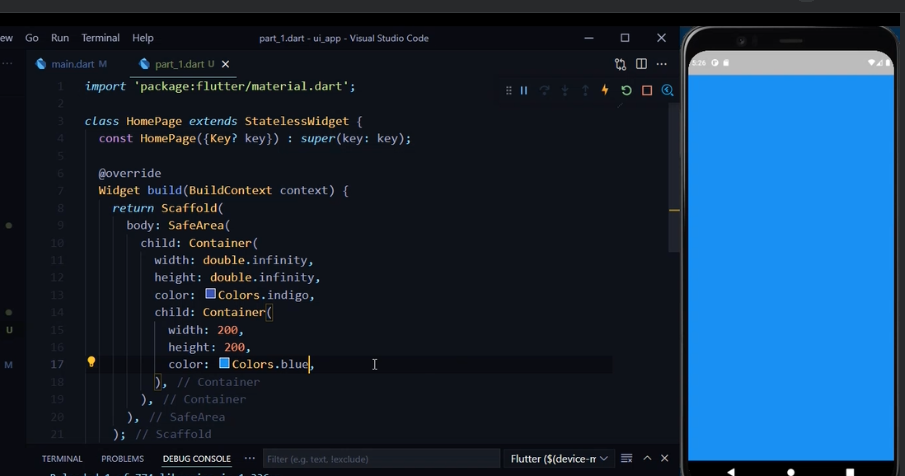 ew Go Run Terminal Help part_1.dart - ui_app - Visual Studio Code
main.dart M part_1.dart U
1 import 'package:flutter/material.dart';
2
3 class HomePage extends StatelessWidget {
4 const HomePage({Key? key}) : super(key: key);
5
6 @override
7 Widget build(BuildContext context) {
8 return Scaffold(
9 body: SafeArea(
10 child: Container(
11 width: double.infinity,
12 height: double.infinity,
13 color: Colors.indigo,
14 child: Container(
U 15 width: 200,
16 height: 200,
M 17 color: Colors.blue,
18 ), // Container
19 ), // Container
20 ), // SafeArea
21 ); // Scaffold
TERMINAL PROBLEMS DEBUG CONSOLE Filter (e.g. text, !exclude) Flutter ($(device-m